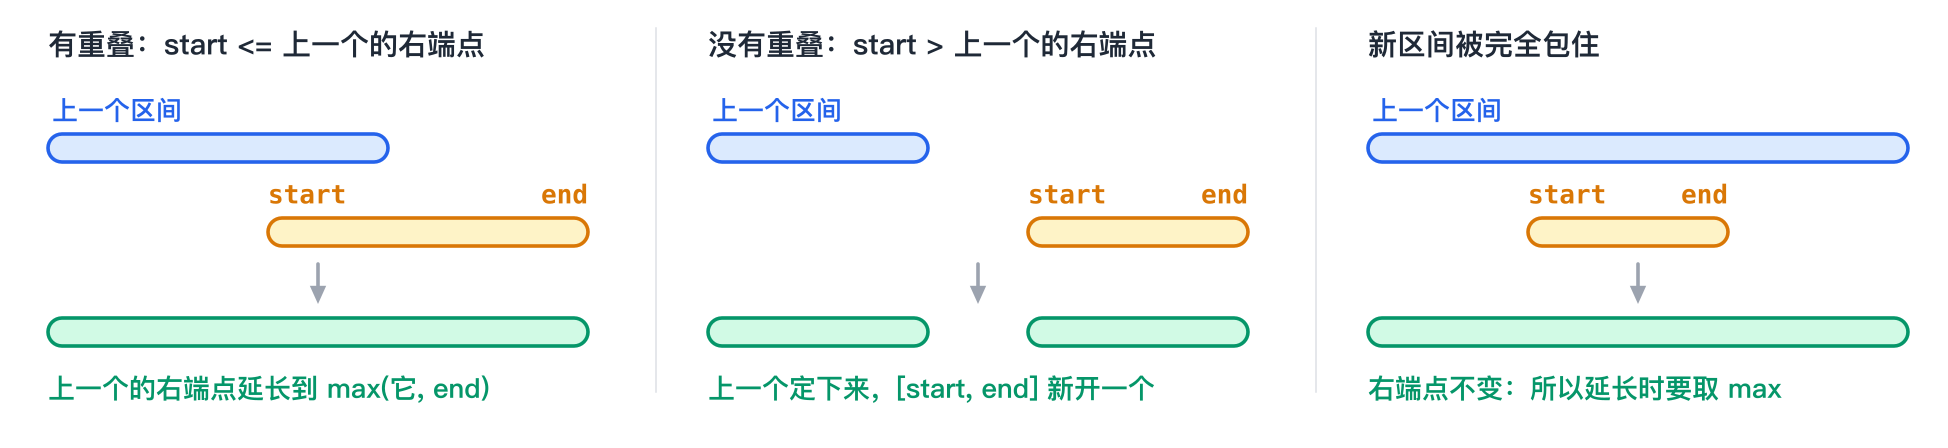 有重叠：start <= 上一个的右端点
上一个区间
start end
上一个的右端点延长到 max(它, end)
没有重叠：start > 上一个的右端点
上一个区间
start end
上一个定下来，[start, end] 新开一个
新区间被完全包住
上一个区间
start end
右端点不变：所以延长时要取 max